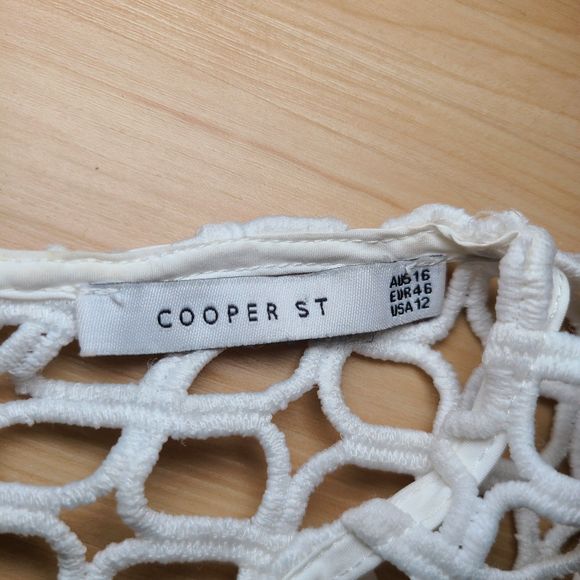 COOPER ST
AUS 16
EUR 46
USA 12